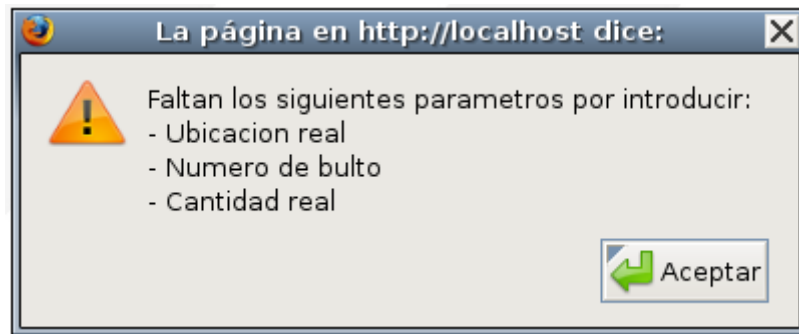 La página en http://localhost dice:
Faltan los siguientes parametros por introducir:
- Ubicacion real
- Numero de bulto
- Cantidad real
Aceptar